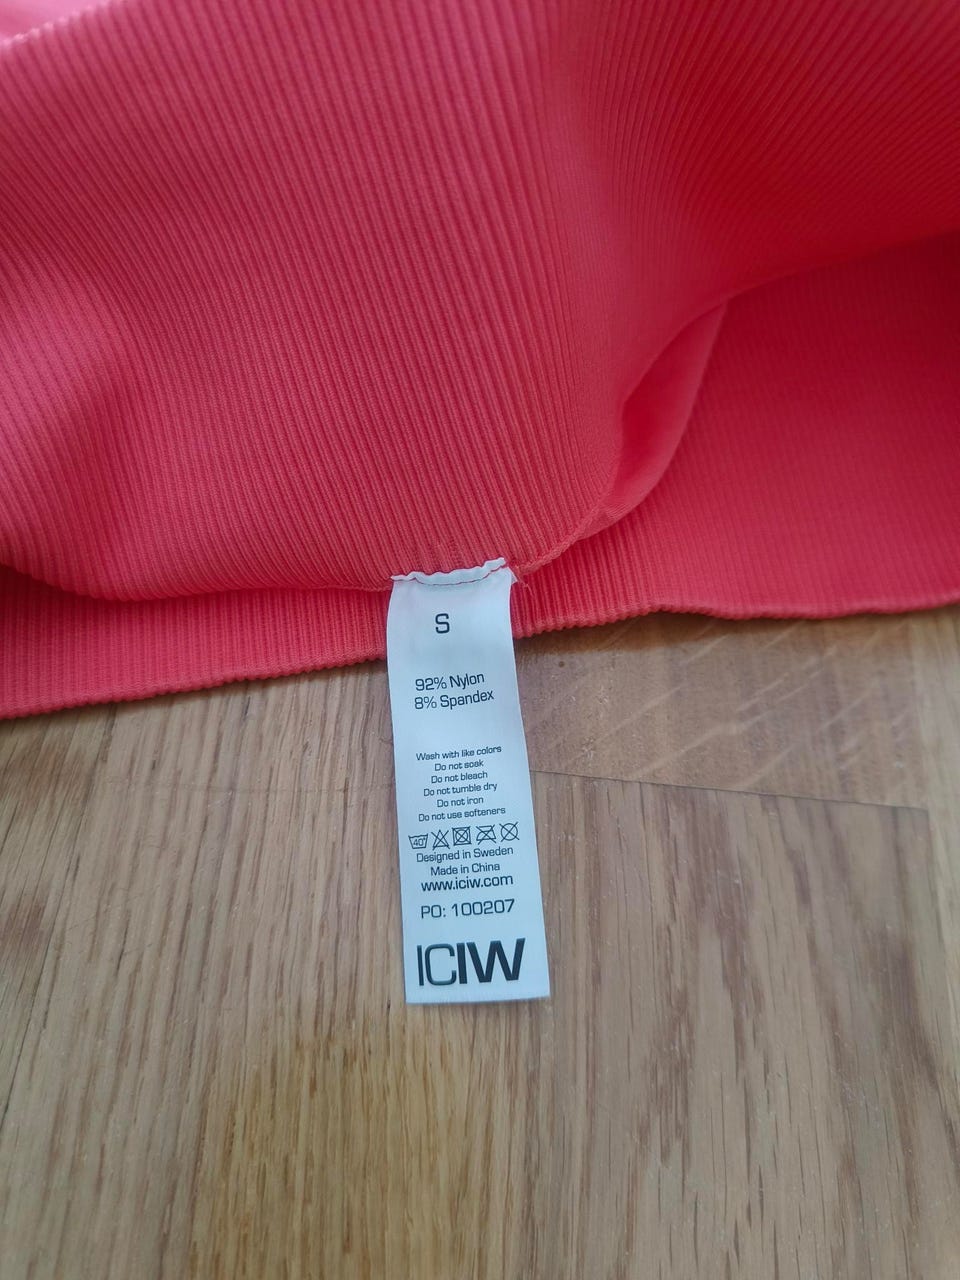 S
92% Nylon
8% Spandex
Wash with like colors
Do not soak
Do not bleach
Do not tumble dry
Do not iron
Do not use softeners
40°
Designed in Sweden
Made in China
www.iciw.com
PO: 100207
ICIW